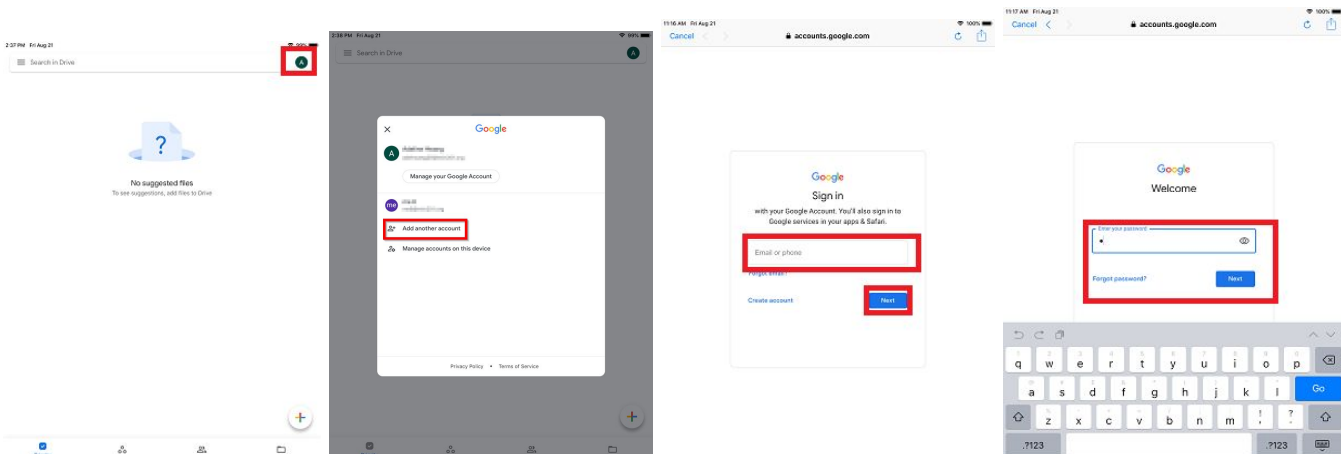 2:37 PM Fri Aug 21
99%
Search in Drive
A
?
No suggested files
To see suggestions, add files to Drive
2:38 PM Fri Aug 21
99%
Search in Drive
A
Google
A
Manage your Google Account
me
Add another account
Manage accounts on this device
Privacy Policy • Terms of Service
11:16 AM Fri Aug 21
100%
Cancel
accounts.google.com
Google
Sign in
with your Google Account. You'll also sign in to
Google services in your apps & Safari.
Email or phone
Forgot email?
Create account
Next
11:17 AM Fri Aug 21
100%
Cancel
accounts.google.com
Google
Welcome
Enter your password
Forgot password?
Next
q w e r t y u i o p
a s d f g h j k l Go
z x c v b n m ! , ? .
.?123 .?123